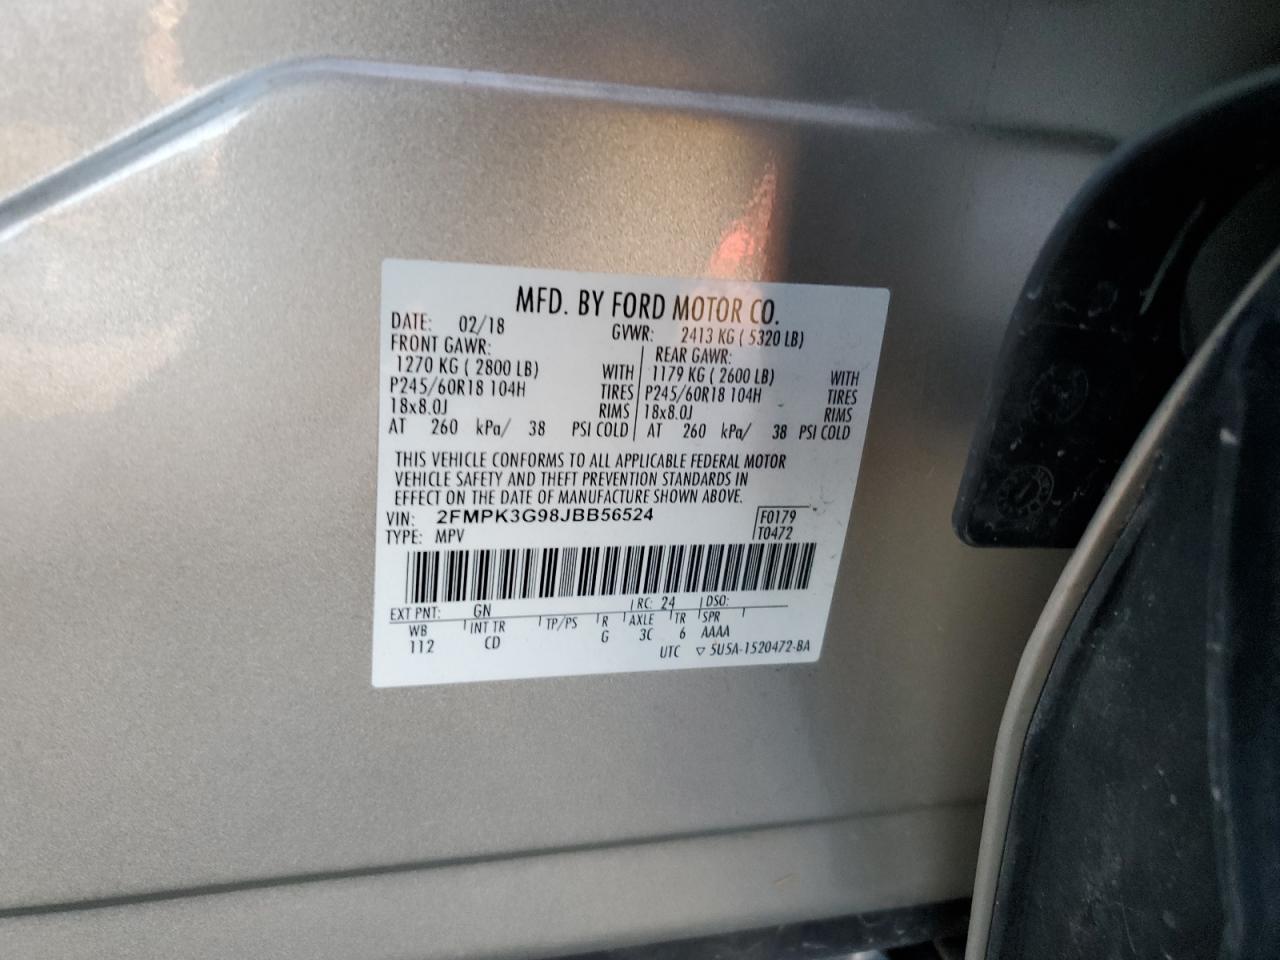 MFD. BY FORD MOTOR CO.
DATE: 02/18 GVWR: 2413 KG ( 5320 LB)
FRONT GAWR: REAR GAWR:
1270 KG ( 2800 LB) WITH 1179 KG ( 2600 LB) WITH
P245/60R18 104H TIRES P245/60R18 104H TIRES
18x8.0J RIMS 18x8.0J RIMS
AT 260 kPa/ 38 PSI COLD AT 260 kPa/ 38 PSI COLD
THIS VEHICLE CONFORMS TO ALL APPLICABLE FEDERAL MOTOR
VEHICLE SAFETY AND THEFT PREVENTION STANDARDS IN
EFFECT ON THE DATE OF MANUFACTURE SHOWN ABOVE.
VIN: 2FMPK3G98JBB56524 F0179
TYPE: MPV T0472
EXT PNT: GN RC: 24 DSO:
WB INT TR TP/PS R AXLE TR SPR
112 CD G 3C 6 AAAA
UTC ▽ 5U5A-1520472-BA